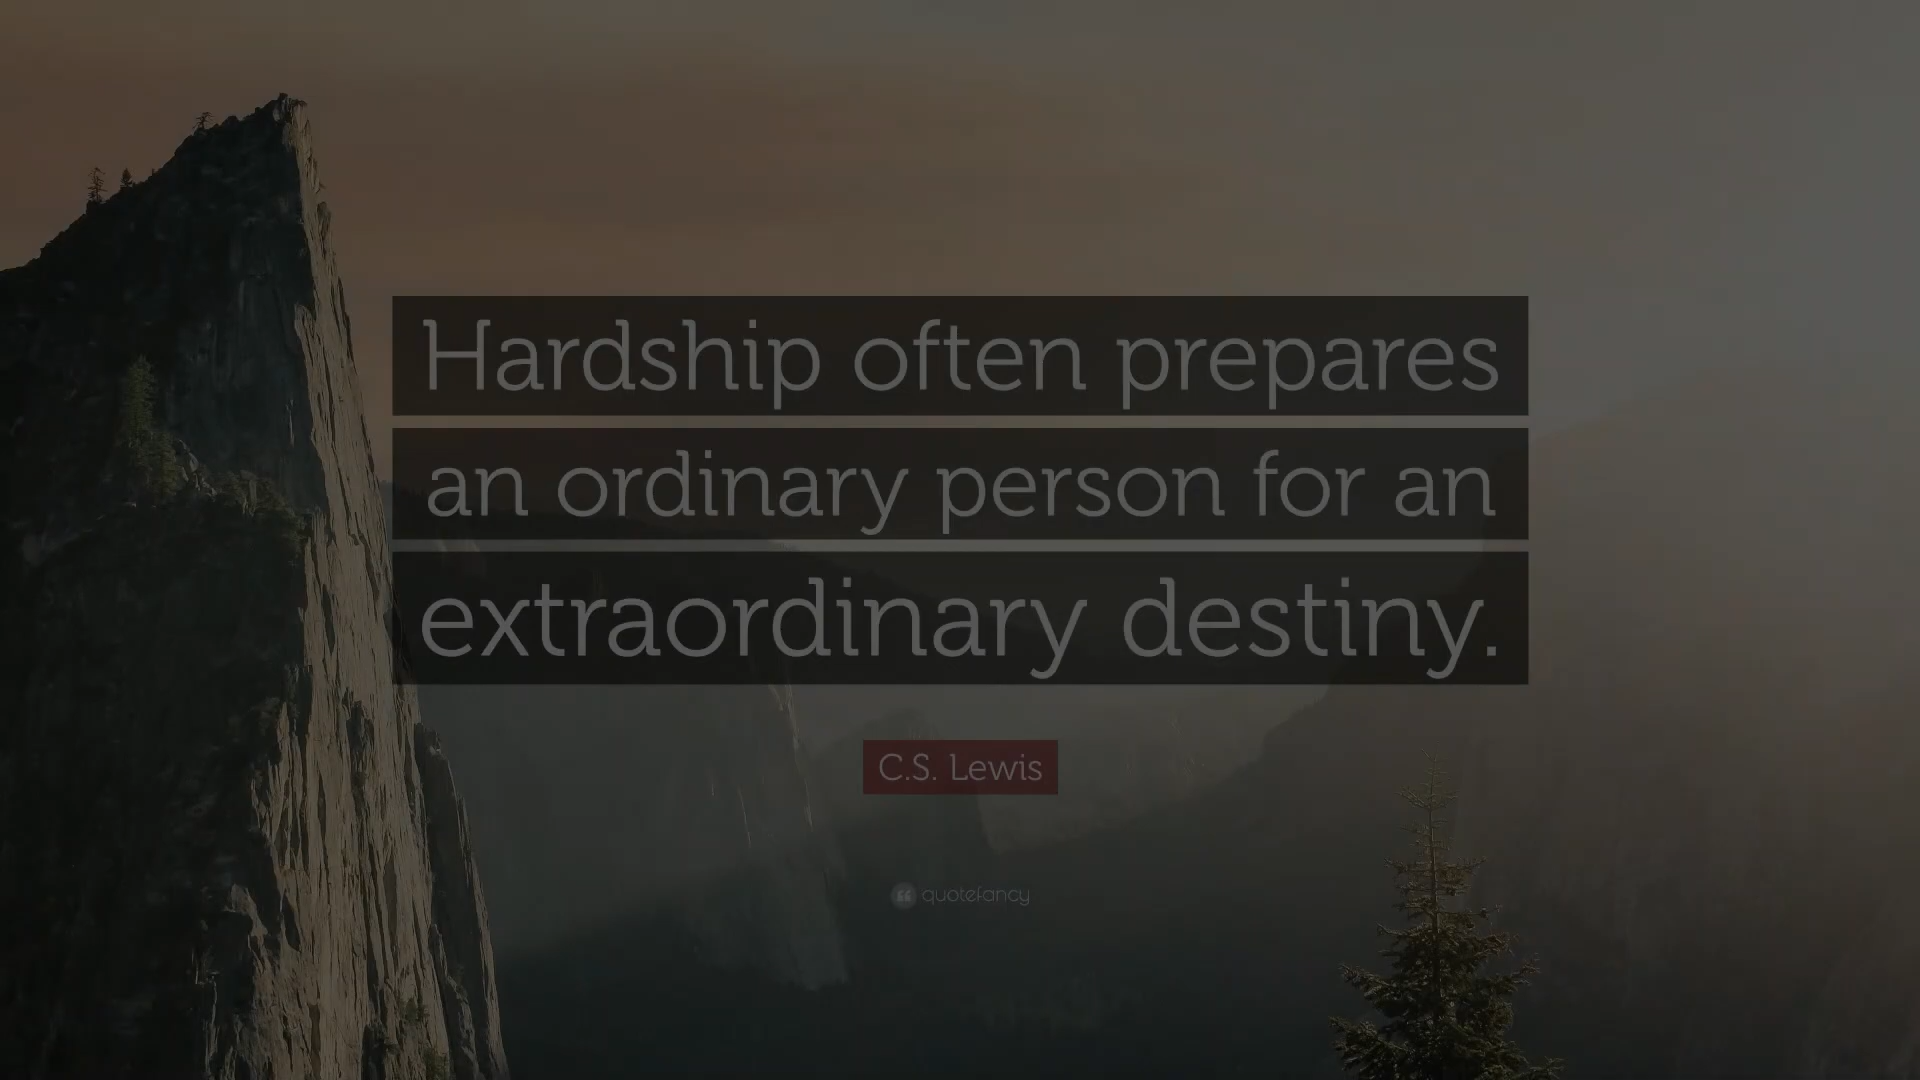 Hardship often prepares
an ordinary person for an
extraordinary destiny.
C.S. Lewis
quotefancy